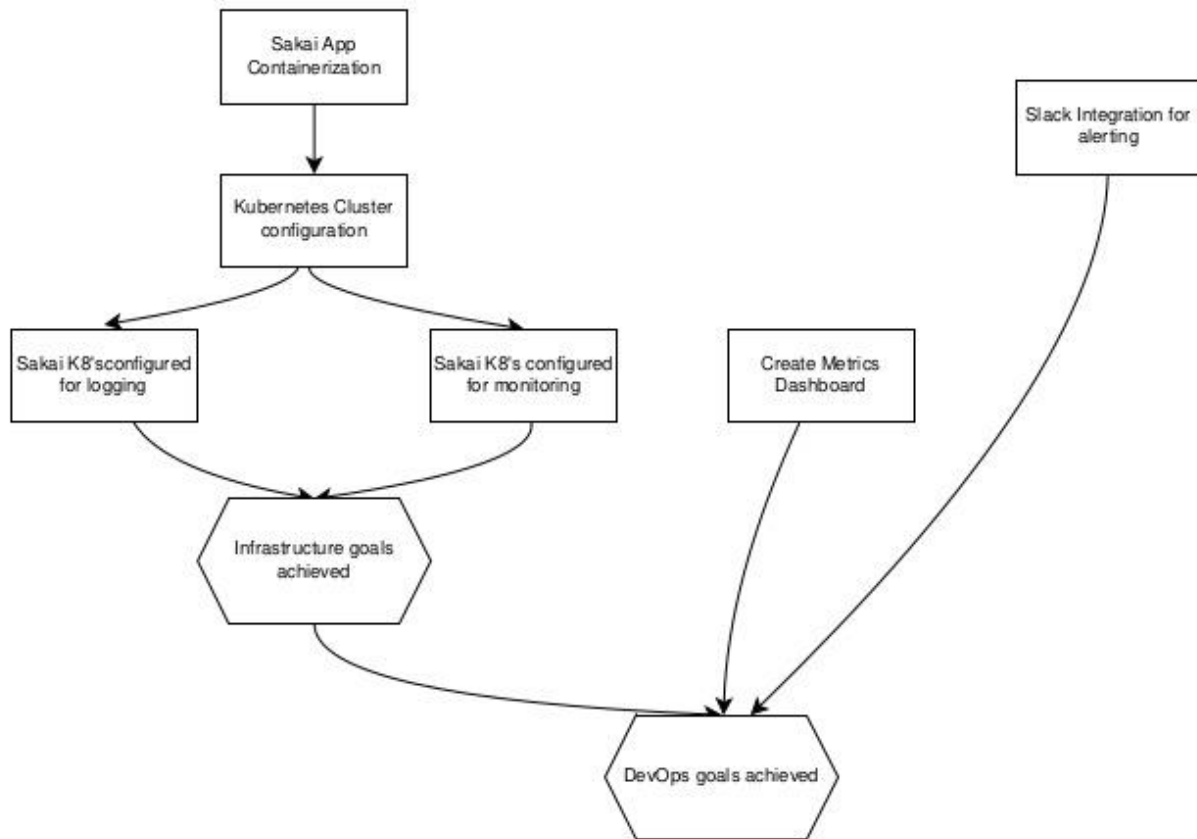 Sakai App
Containerization
Slack Integration for
alerting
Kubernetes Cluster
configuration
Sakai K8'sconfigured
for logging
Sakai K8's configured
for monitoring
Create Metrics
Dashboard
Infrastructure goals
achieved
DevOps goals achieved